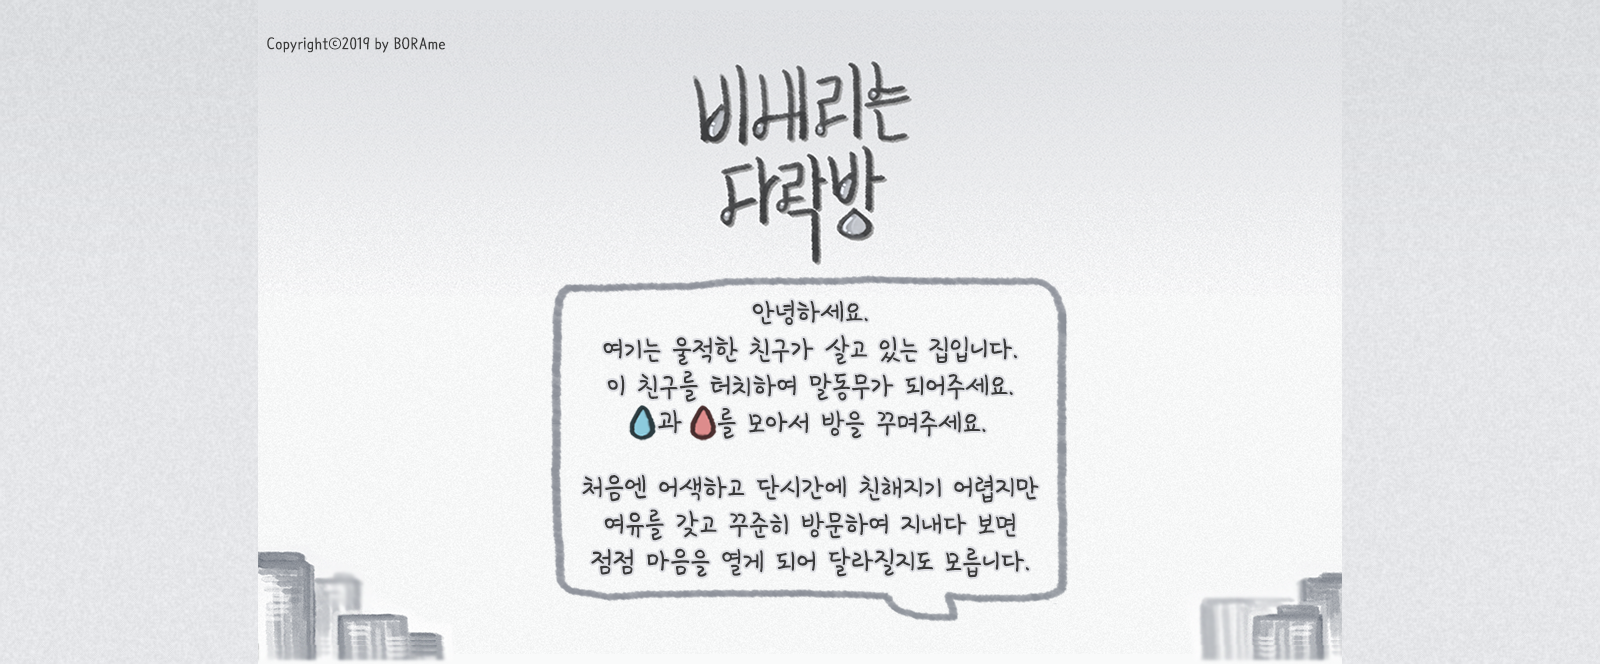 Copyright©2019 by BORAme
비내리는
다락방
안녕하세요.
여기는 울적한 친구가 살고 있는 집입니다.
이 친구를 터치하여 말동무가 되어주세요.
과 를 모아서 방을 꾸며주세요.
처음엔 어색하고 단시간에 친해지기 어렵지만
여유를 갖고 꾸준히 방문하여 지내다 보면
점점 마음을 열게 되어 달라질지도 모릅니다.